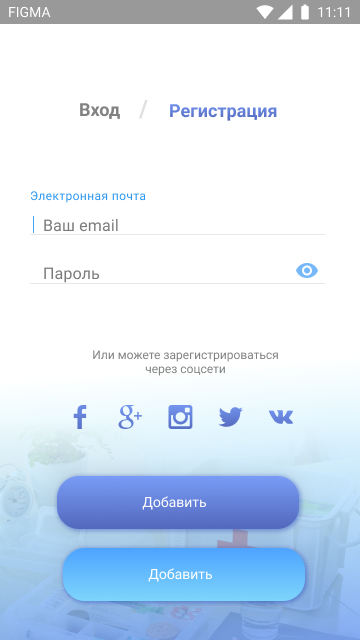 FIGMA 11:11
Вход / Регистрация
Электронная почта
Ваш email
Пароль
Или можете зарегистрироваться
через соцсети
Добавить
Добавить